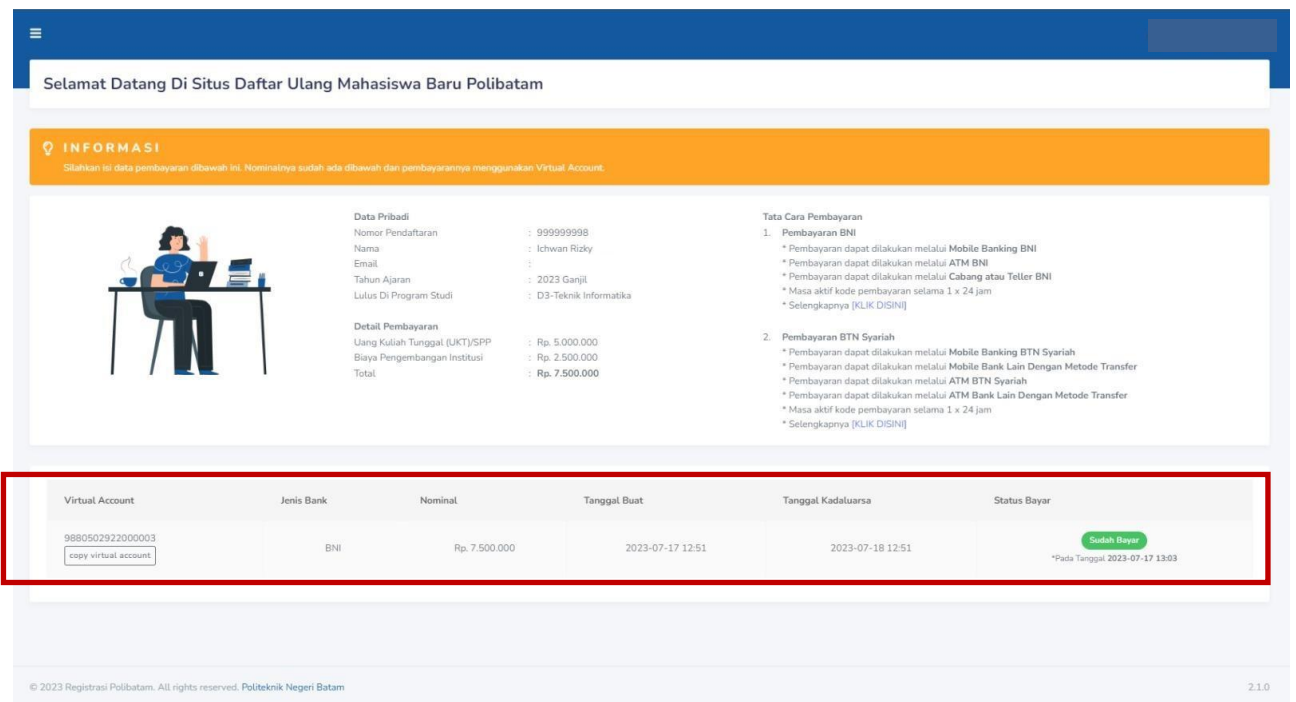 Selamat Datang Di Situs Daftar Ulang Mahasiswa Baru Polibatam
INFORMASI
Silahkan isi data pembayaran dibawah ini. Nominalnya sudah ada dibawah dan pembayarannya menggunakan Virtual Account.
Data Pribadi
Nomor Pendaftaran : 999999998
Nama : Ichwan Rizky
Email :
Tahun Ajaran : 2023 Ganjil
Lulus Di Program Studi : D3-Teknik Informatika
Detail Pembayaran
Uang Kuliah Tunggal (UKT)/SPP : Rp. 5.000.000
Biaya Pengembangan Institusi : Rp. 2.500.000
Total : Rp. 7.500.000
Tata Cara Pembayaran
1. Pembayaran BNI
* Pembayaran dapat dilakukan melalui Mobile Banking BNI
* Pembayaran dapat dilakukan melalui ATM BNI
* Pembayaran dapat dilakukan melalui Cabang atau Teller BNI
* Masa aktif kode pembayaran selama 1 x 24 jam
* Selengkapnya [KLIK DISINI]
2. Pembayaran BTN Syariah
* Pembayaran dapat dilakukan melalui Mobile Banking BTN Syariah
* Pembayaran dapat dilakukan melalui Mobile Bank Lain Dengan Metode Transfer
* Pembayaran dapat dilakukan melalui ATM BTN Syariah
* Pembayaran dapat dilakukan melalui ATM Bank Lain Dengan Metode Transfer
* Masa aktif kode pembayaran selama 1 x 24 jam
* Selengkapnya [KLIK DISINI]
Virtual Account Jenis Bank Nominal Tanggal Buat Tanggal Kadaluarsa Status Bayar
9880502922000003
copy virtual account
BNI Rp. 7.500.000 2023-07-17 12:51 2023-07-18 12:51
Sudah Bayar
*Pada Tanggal 2023-07-17 13:03
© 2023 Registrasi Polibatam. All rights reserved. Politeknik Negeri Batam 2.1.0